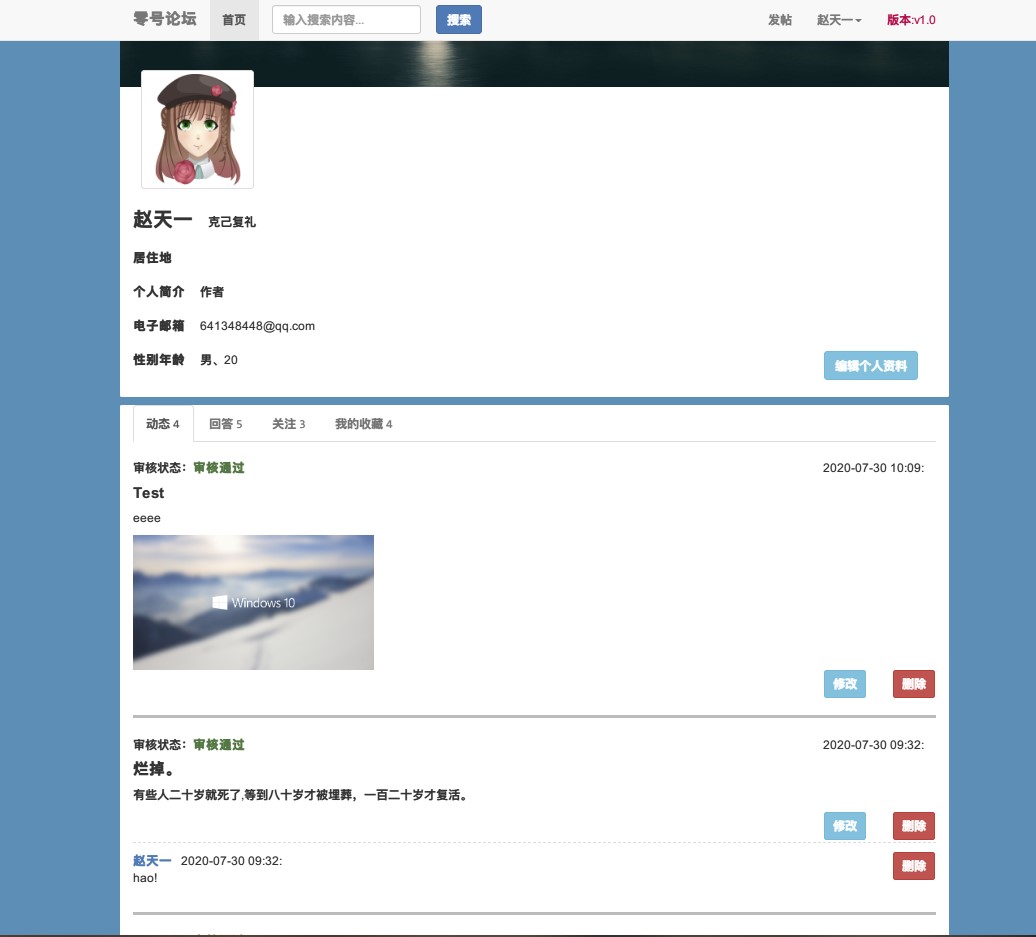 零号论坛 首页 输入搜索内容... 搜索 发帖 赵天一 版本:v1.0
赵天一 克己复礼
居住地
个人简介 作者
电子邮箱 641348448@qq.com
性别年龄 男、20
编辑个人资料
动态 4 回答 5 关注 3 我的收藏 4
审核状态：审核通过 2020-07-30 10:09:
Test
eeee
Windows 10
修改 删除
审核状态：审核通过 2020-07-30 09:32:
烂掉。
有些人二十岁就死了,等到八十岁才被埋葬，一百二十岁才复活。
修改 删除
赵天一 2020-07-30 09:32: 删除
hao!